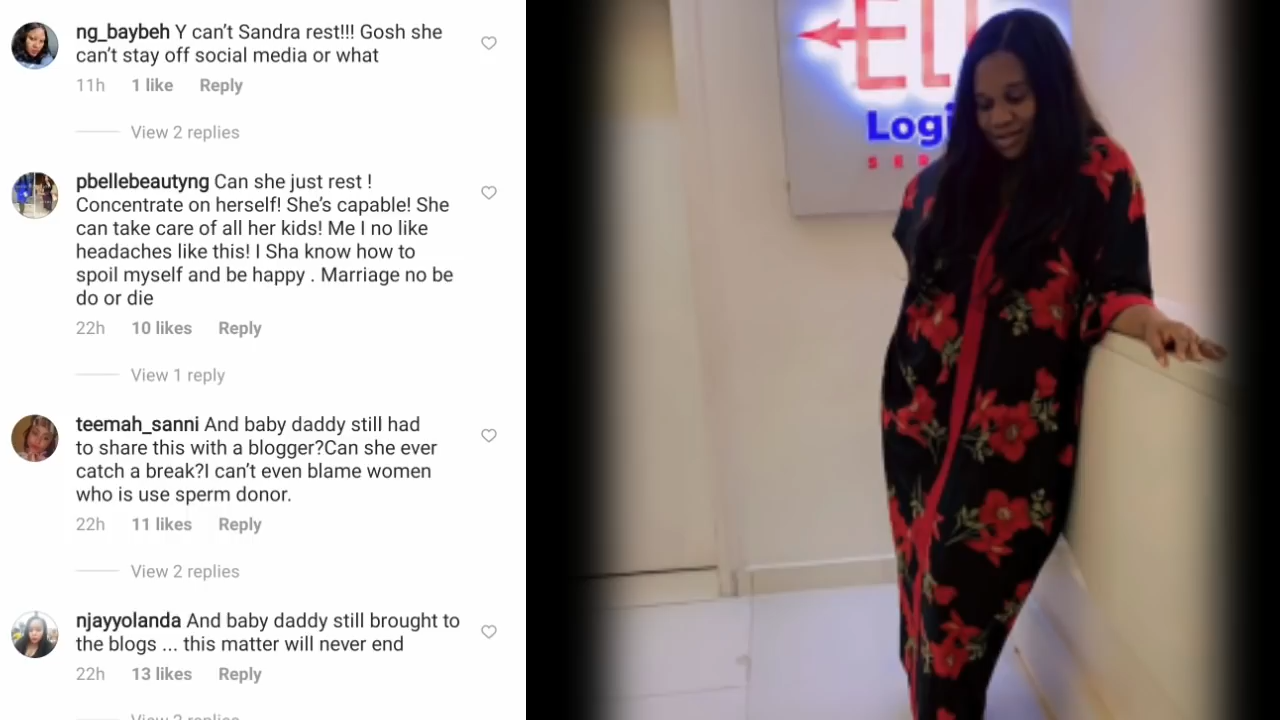 ng_baybeh Y can’t Sandra rest!!! Gosh she
can’t stay off social media or what
11h 1 like Reply
View 2 replies
pbellebeautyng Can she just rest !
Concentrate on herself! She’s capable! She
can take care of all her kids! Me I no like
headaches like this! I Sha know how to
spoil myself and be happy . Marriage no be
do or die
22h 10 likes Reply
View 1 reply
teemah_sanni And baby daddy still had
to share this with a blogger?Can she ever
catch a break?I can’t even blame women
who is use sperm donor.
22h 11 likes Reply
View 2 replies
njayyolanda And baby daddy still brought to
the blogs ... this matter will never end
22h 13 likes Reply
View 2 replies
Logi